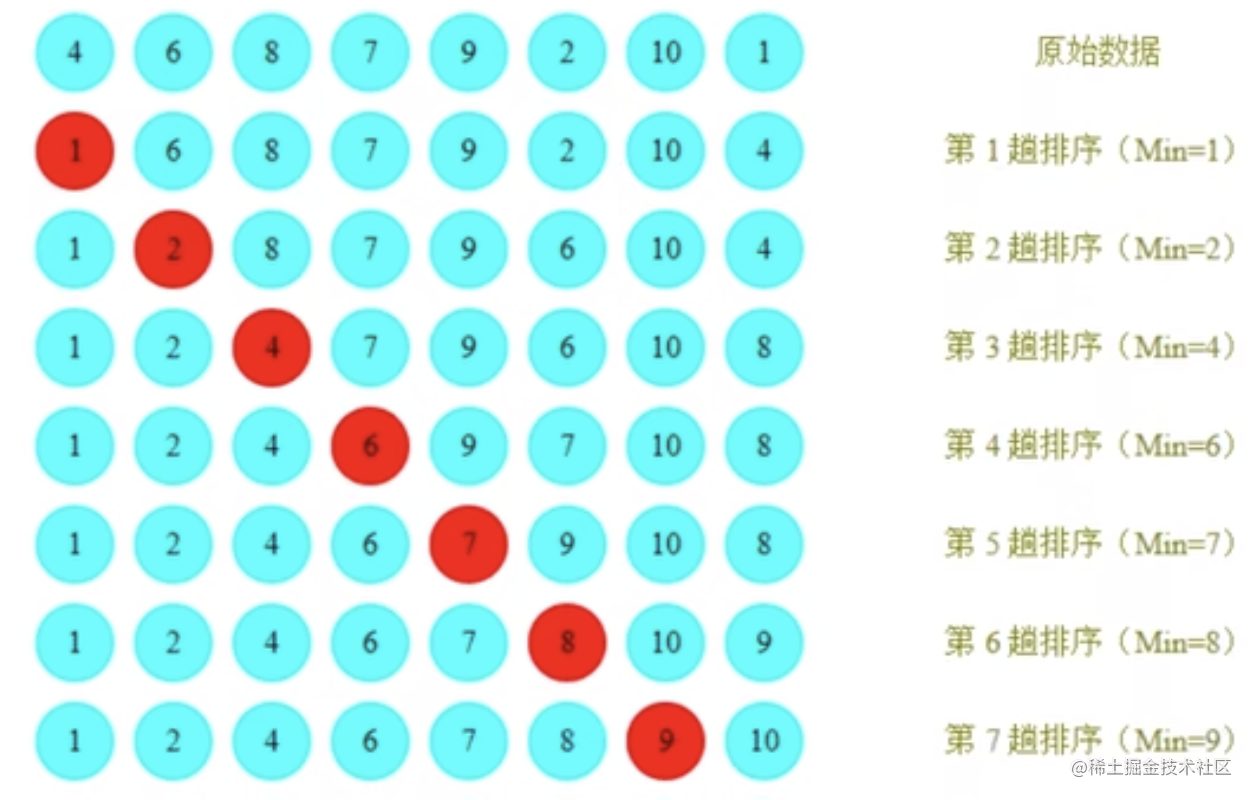 4 6 8 7 9 2 10 1 原始数据
1 6 8 7 9 2 10 4 第 1 趟排序（Min=1）
1 2 8 7 9 6 10 4 第 2 趟排序（Min=2）
1 2 4 7 9 6 10 8 第 3 趟排序（Min=4）
1 2 4 6 9 7 10 8 第 4 趟排序（Min=6）
1 2 4 6 7 9 10 8 第 5 趟排序（Min=7）
1 2 4 6 7 8 10 9 第 6 趟排序（Min=8）
1 2 4 6 7 8 9 10 第 7 趟排序（Min=9）
@稀土掘金技术社区